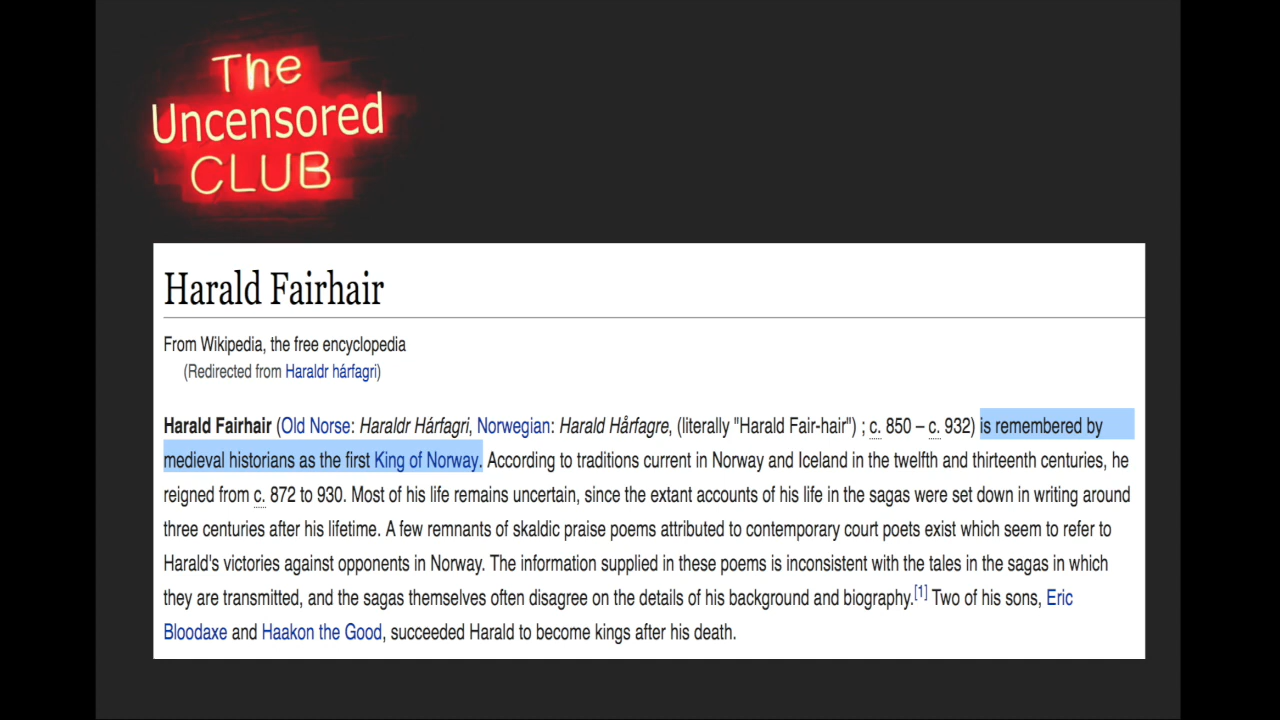 The
Uncensored
CLUB
Harald Fairhair
From Wikipedia, the free encyclopedia
(Redirected from Haraldr hárfagri)
Harald Fairhair (Old Norse: Haraldr Hárfagri, Norwegian: Harald Hårfagre, (literally "Harald Fair-hair") ; c. 850 – c. 932) is remembered by
medieval historians as the first King of Norway. According to traditions current in Norway and Iceland in the twelfth and thirteenth centuries, he
reigned from c. 872 to 930. Most of his life remains uncertain, since the extant accounts of his life in the sagas were set down in writing around
three centuries after his lifetime. A few remnants of skaldic praise poems attributed to contemporary court poets exist which seem to refer to
Harald's victories against opponents in Norway. The information supplied in these poems is inconsistent with the tales in the sagas in which
they are transmitted, and the sagas themselves often disagree on the details of his background and biography.[1] Two of his sons, Eric
Bloodaxe and Haakon the Good, succeeded Harald to become kings after his death.